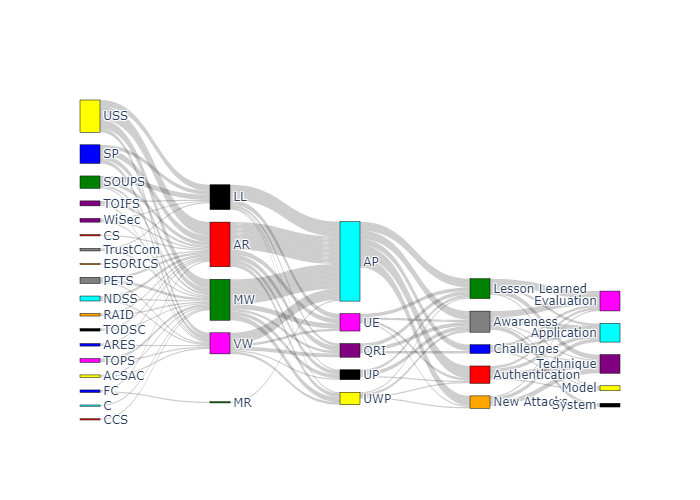 USS
SP
SOUPS
TOIFS
WiSec
CS
TrustCom
ESORICS
PETS
NDSS
RAID
TODSC
ARES
TOPS
ACSAC
FC
C
CCS
LL
AR
MW
VW
MR
AP
UE
QRI
UP
UWP
Lesson Learned
Awareness
Challenges
Authentication
New Attacks
Evaluation
Application
Technique
Model
System